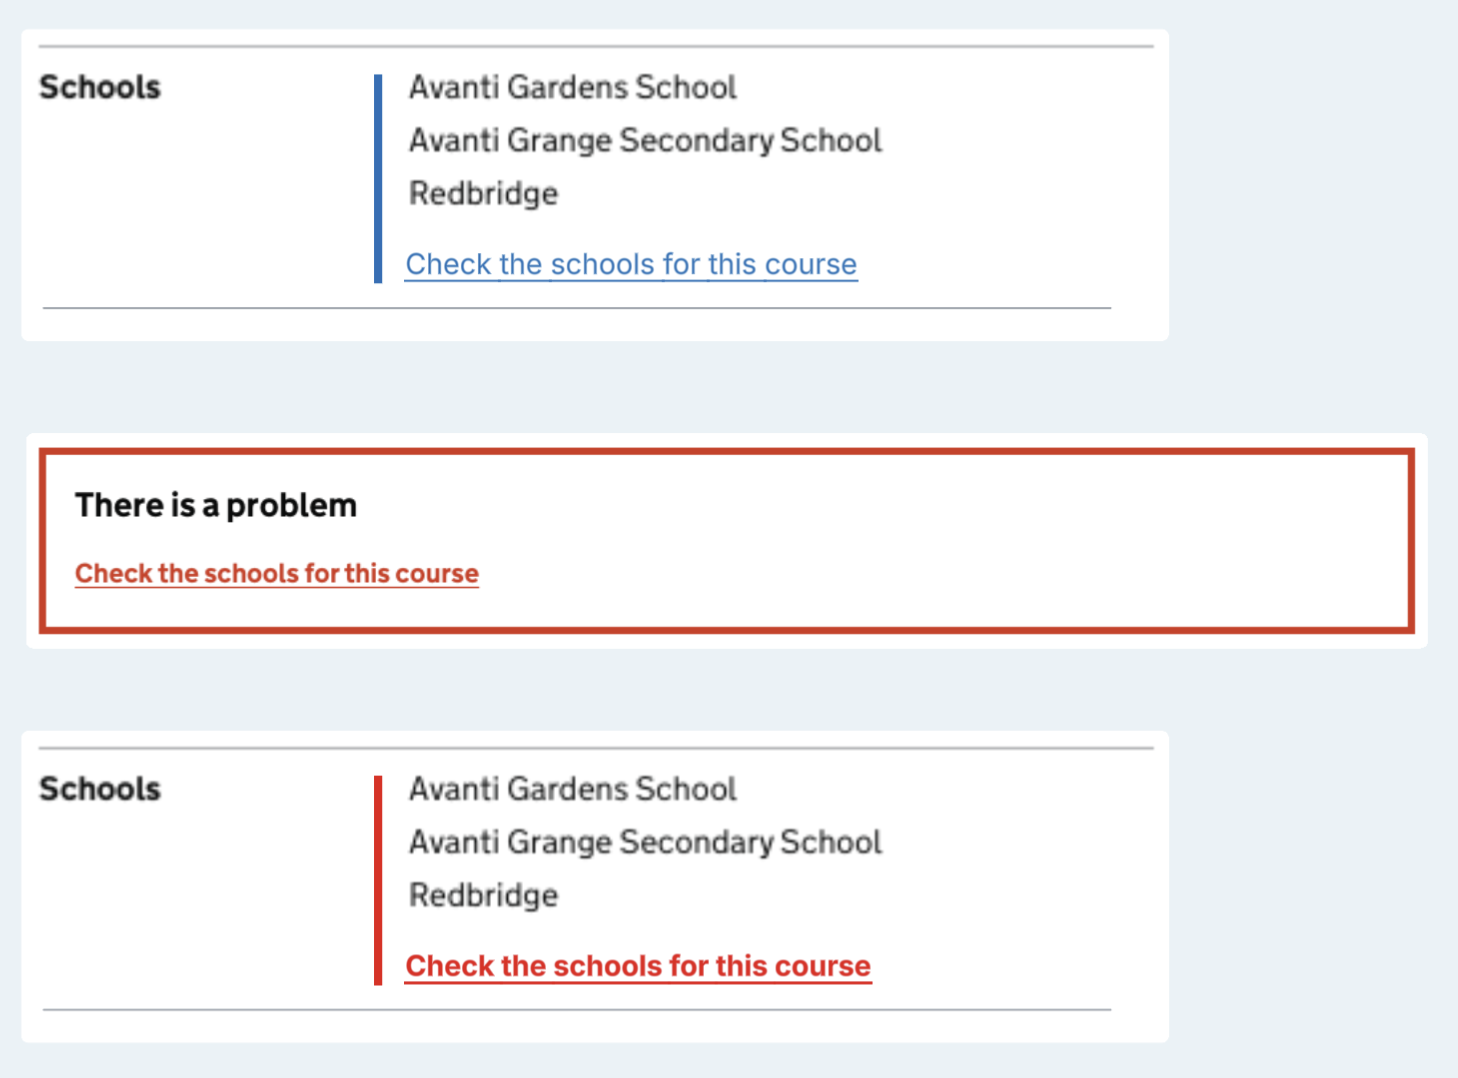 Schools
Avanti Gardens School
Avanti Grange Secondary School
Redbridge
Check the schools for this course
There is a problem
Check the schools for this course
Schools
Avanti Gardens School
Avanti Grange Secondary School
Redbridge
Check the schools for this course